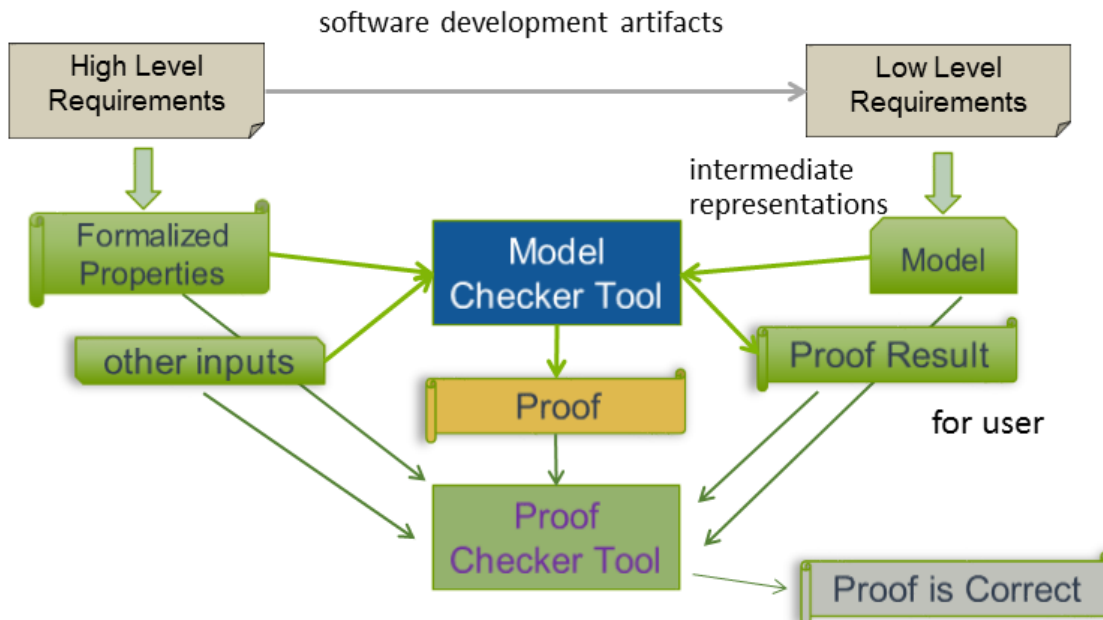 software development artifacts
High Level
Requirements
Low Level
Requirements
intermediate
representations
Formalized
Properties
Model
Checker Tool
Model
other inputs
Proof Result
Proof
for user
Proof
Checker Tool
Proof is Correct